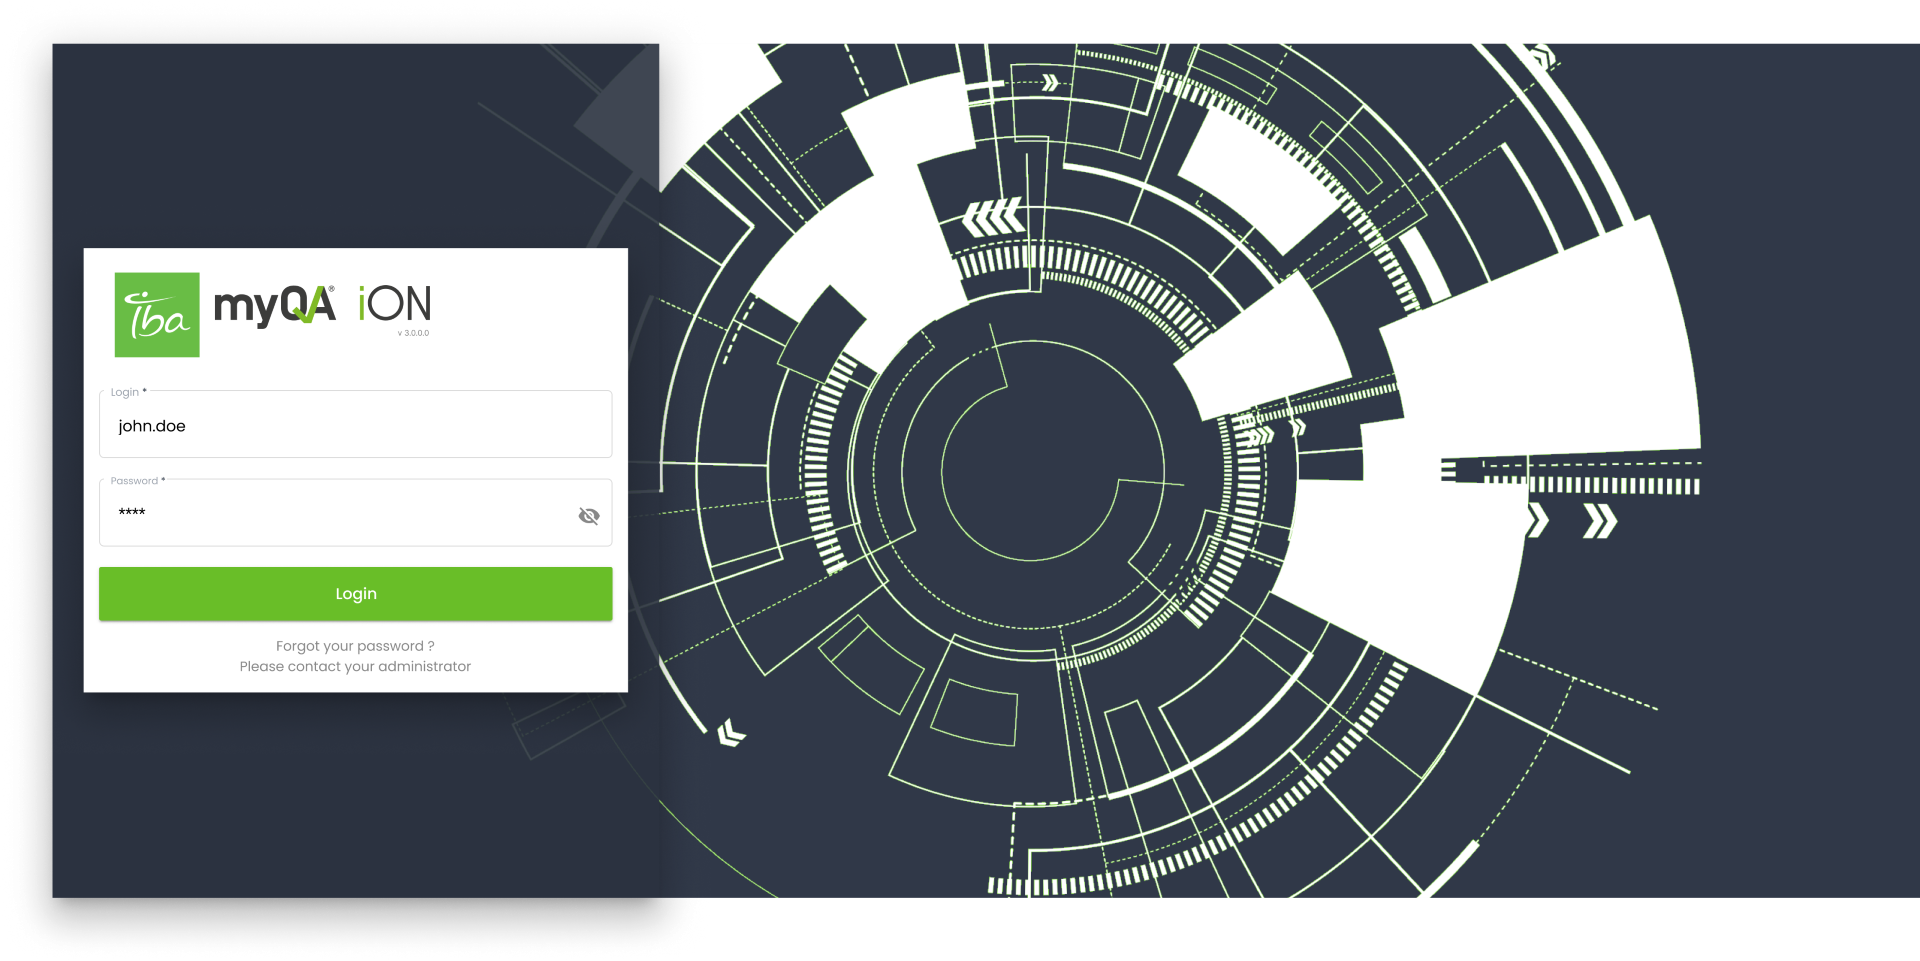 iba
myQA® iON
v 3.0.0.0
Login *
john.doe
Password *
****
Login
Forgot your password ?
Please contact your administrator